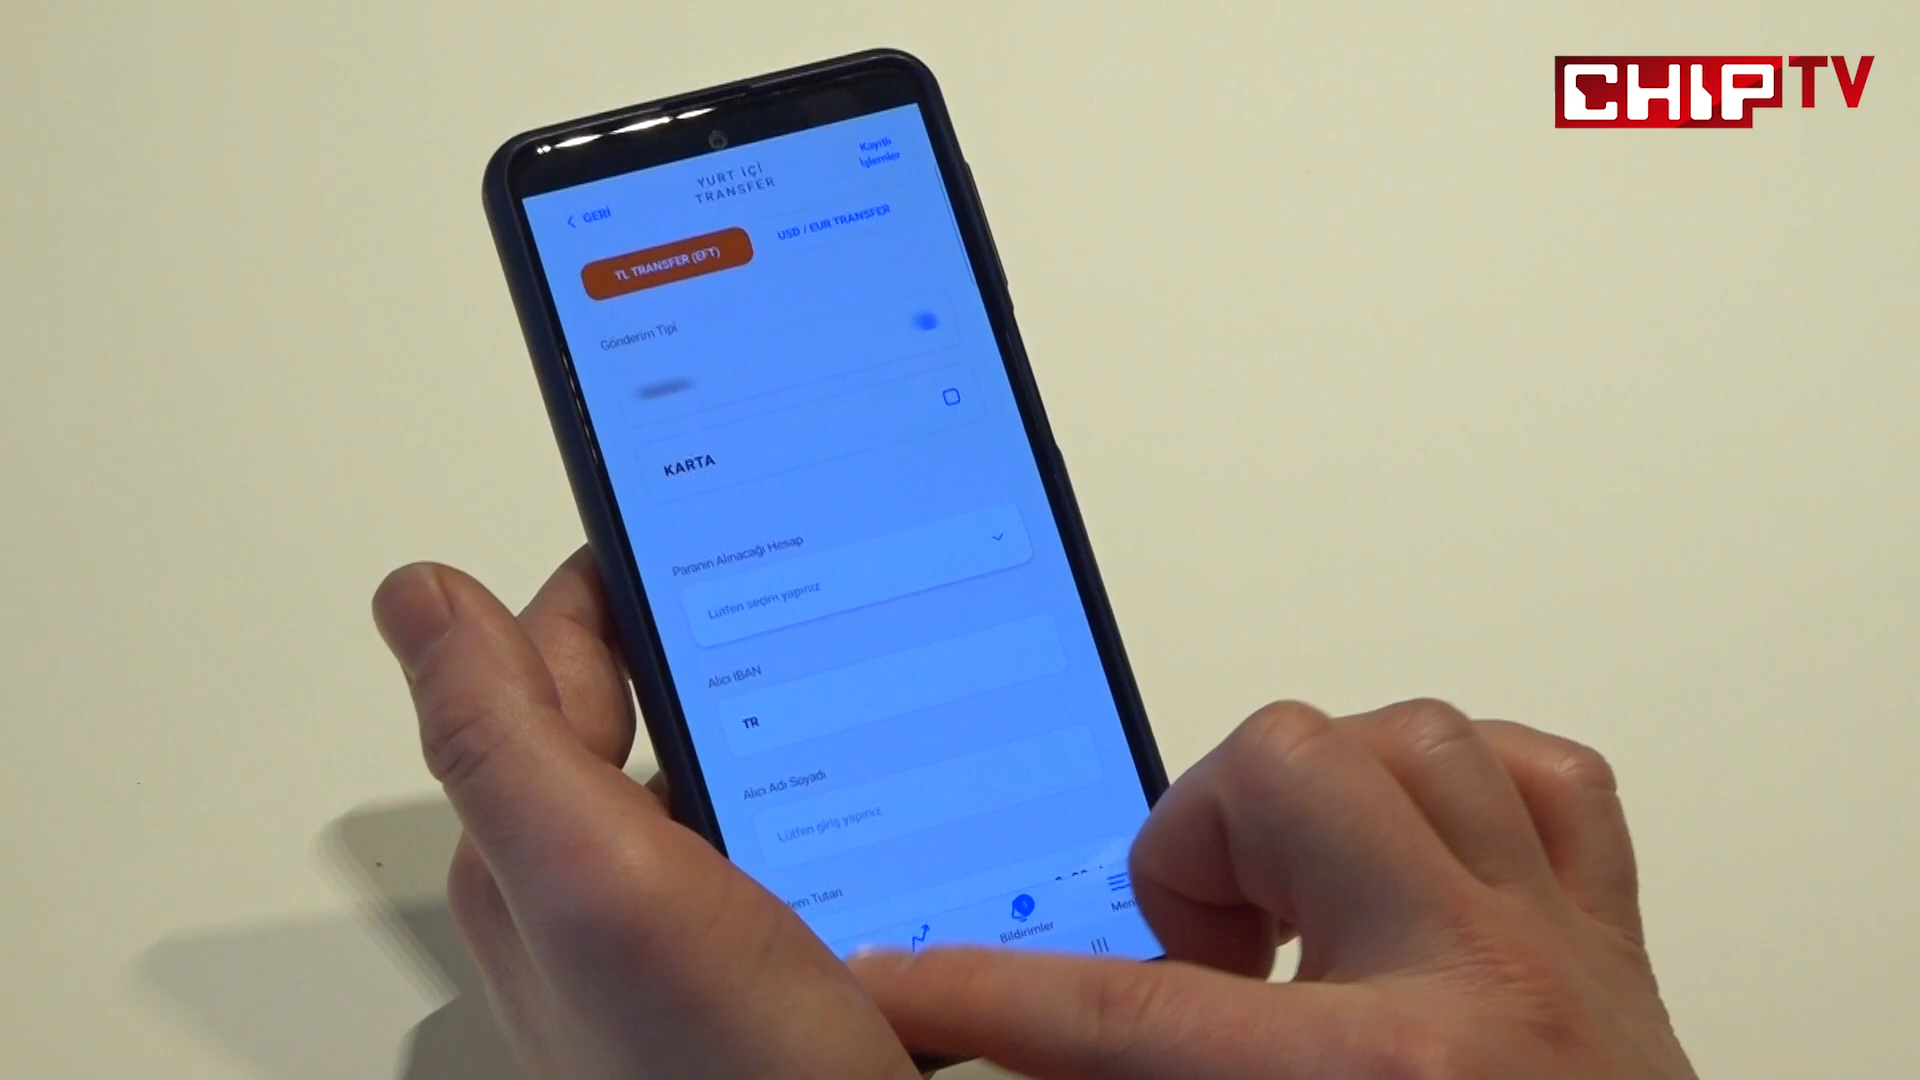 CHIP TV
Kayıtlı
İşlemler
YURT İÇİ
TRANSFER
GERİ
TL TRANSFER (EFT)
USD / EUR TRANSFER
Gönderim Tipi
KARTA
Paranın Alınacağı Hesap
Lütfen seçim yapınız
Alıcı IBAN
TR
Alıcı Adı Soyadı
Lütfen giriş yapınız
Tutarı
Bildirimler